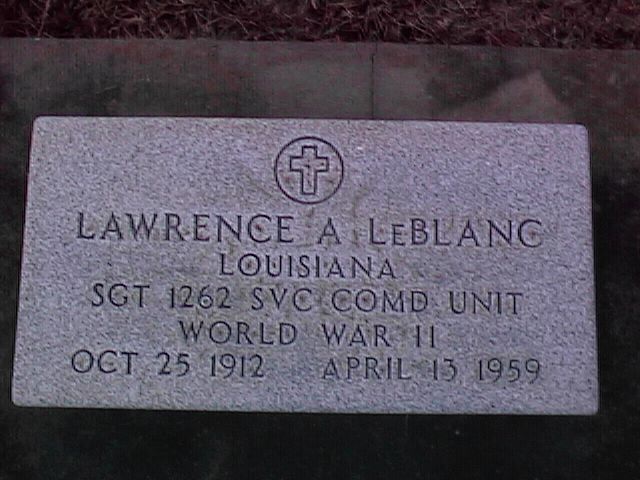 LAWRENCE A LeBLANC
LOUISIANA
SGT 1262 SVC COMD UNIT
WORLD WAR II
OCT 25 1912 APRIL 13 1959